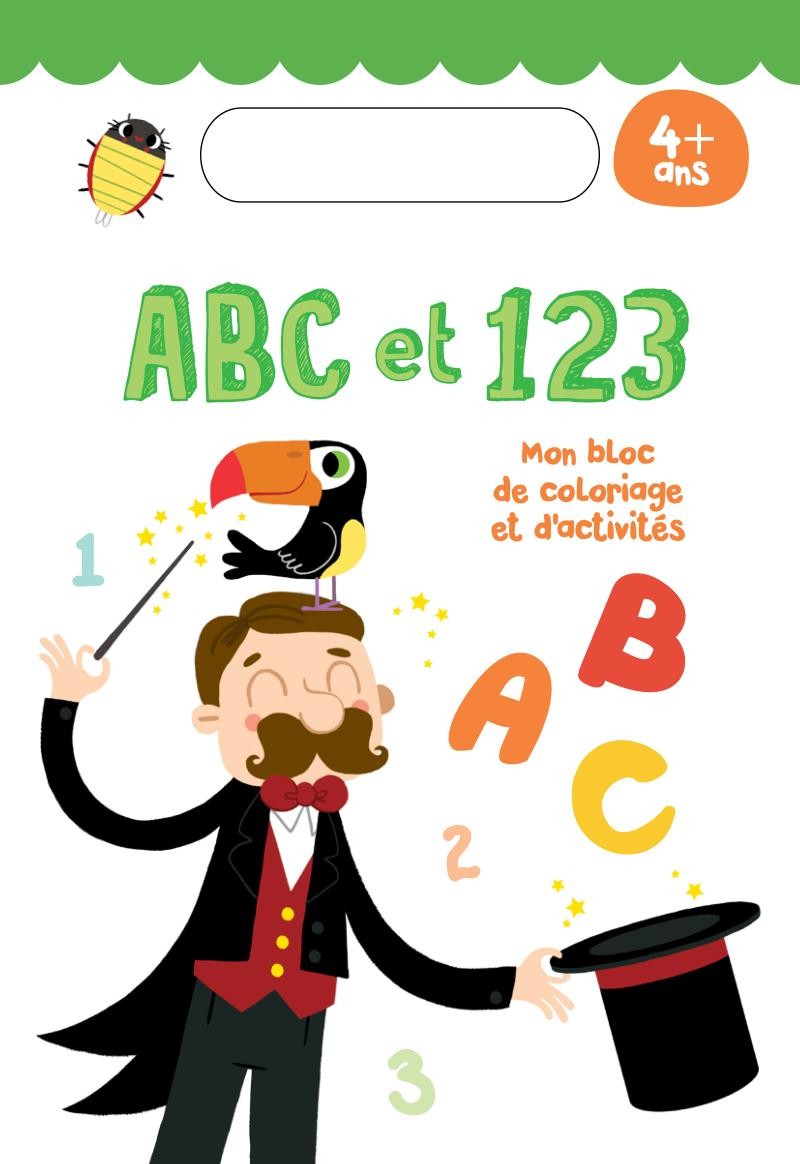 4+
ans
ABC et 123
Mon bloc
de coloriage
et d'activités
1
B
A
C
2
3